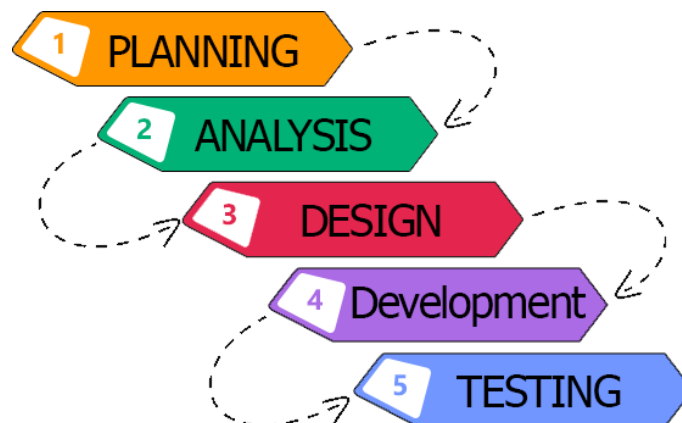 1 PLANNING
2 ANALYSIS
3 DESIGN
4 Development
5 TESTING